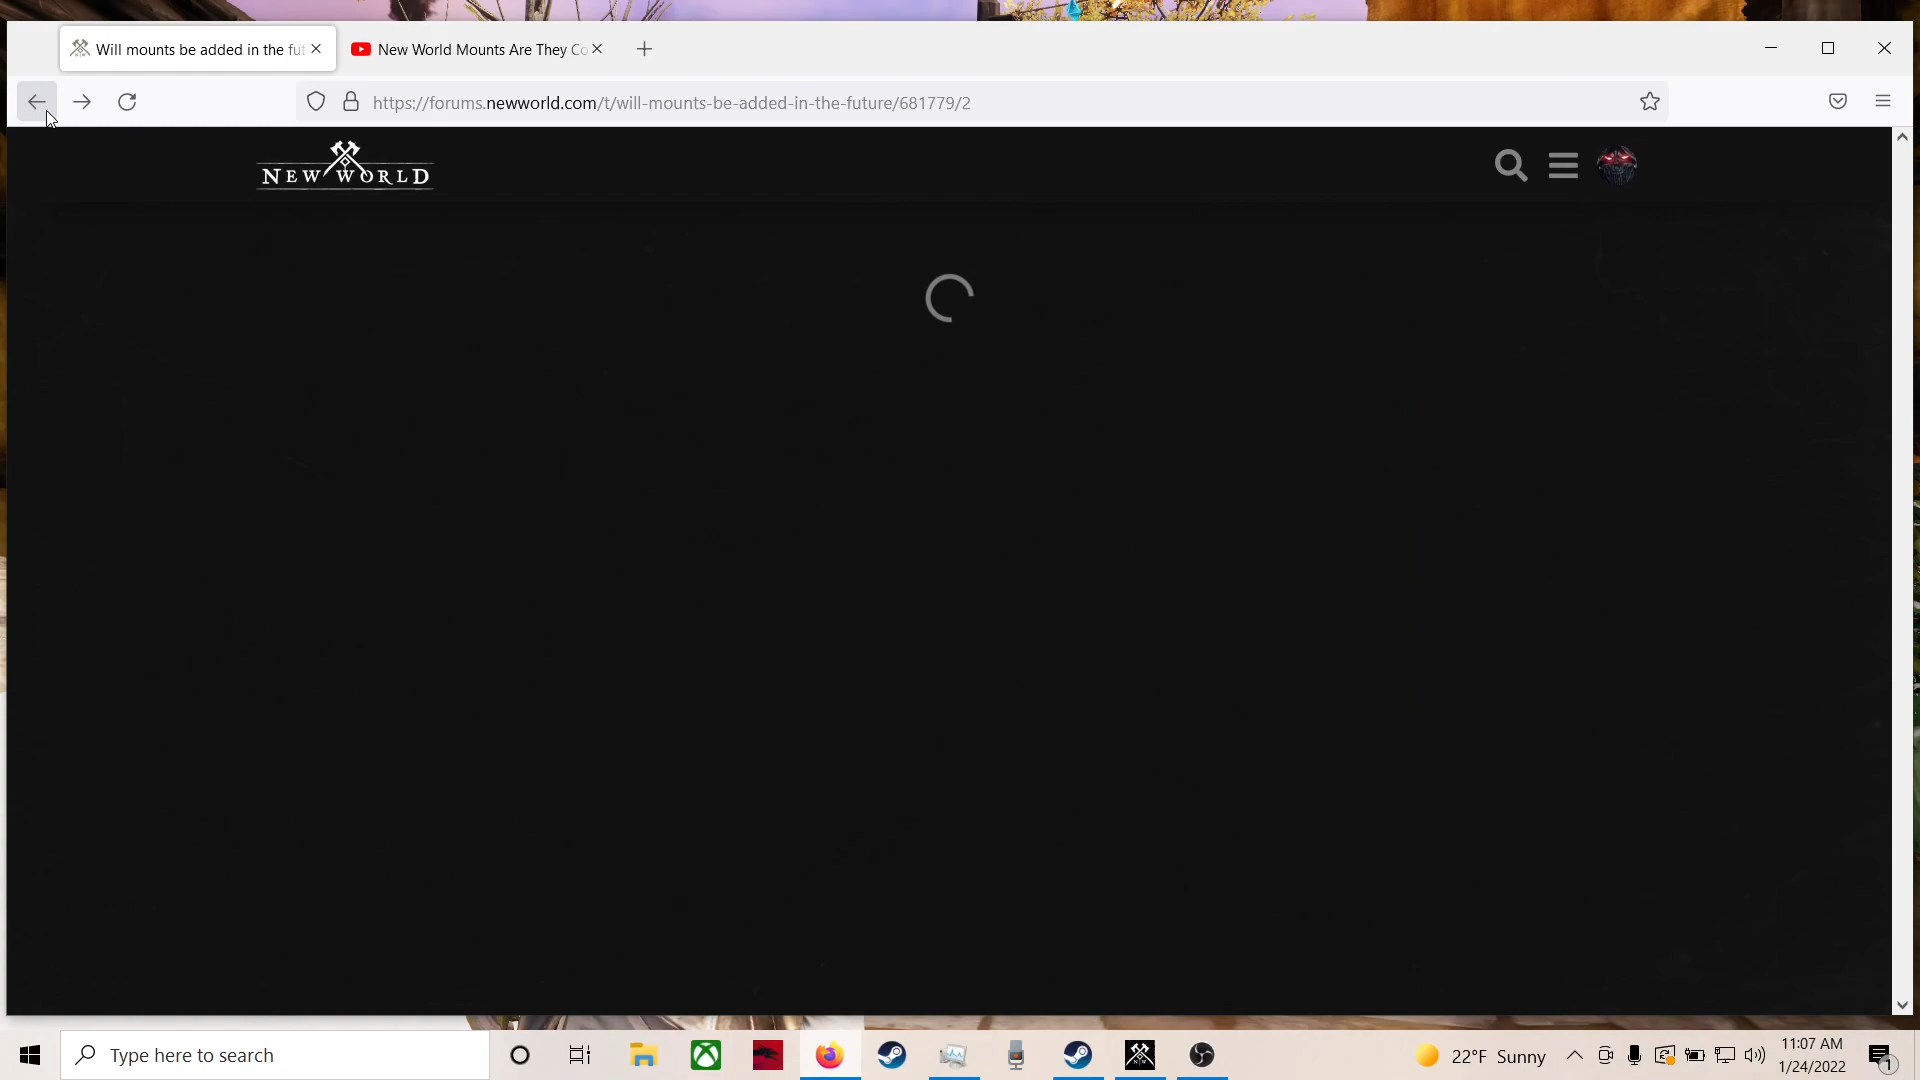 Will mounts be added in the fut
New World Mounts Are They Co
https://forums.newworld.com/t/will-mounts-be-added-in-the-future/681779/2
NEW WORLD
Type here to search
22°F Sunny
11:07 AM
1/24/2022
1